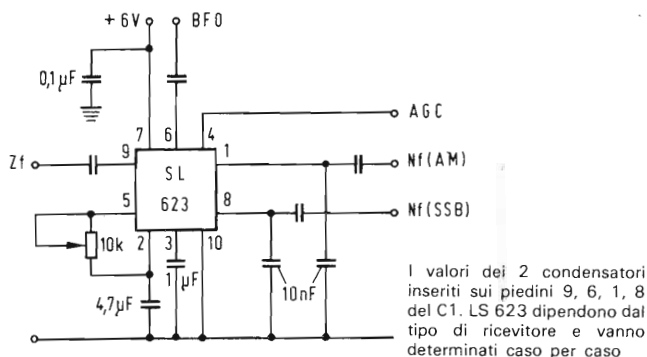 + 6V BFO
0,1µF
AGC
7 6 4
Zf 9 1 Nf(AM)
SL
623
5 8 Nf(SSB)
10k 2 3 10
1 µF
4,7µF 10nF
I valori dei 2 condensatori
inseriti sui piedini 9, 6, 1, 8
del C1. LS 623 dipendono dal
tipo di ricevitore e vanno
determinati caso per caso